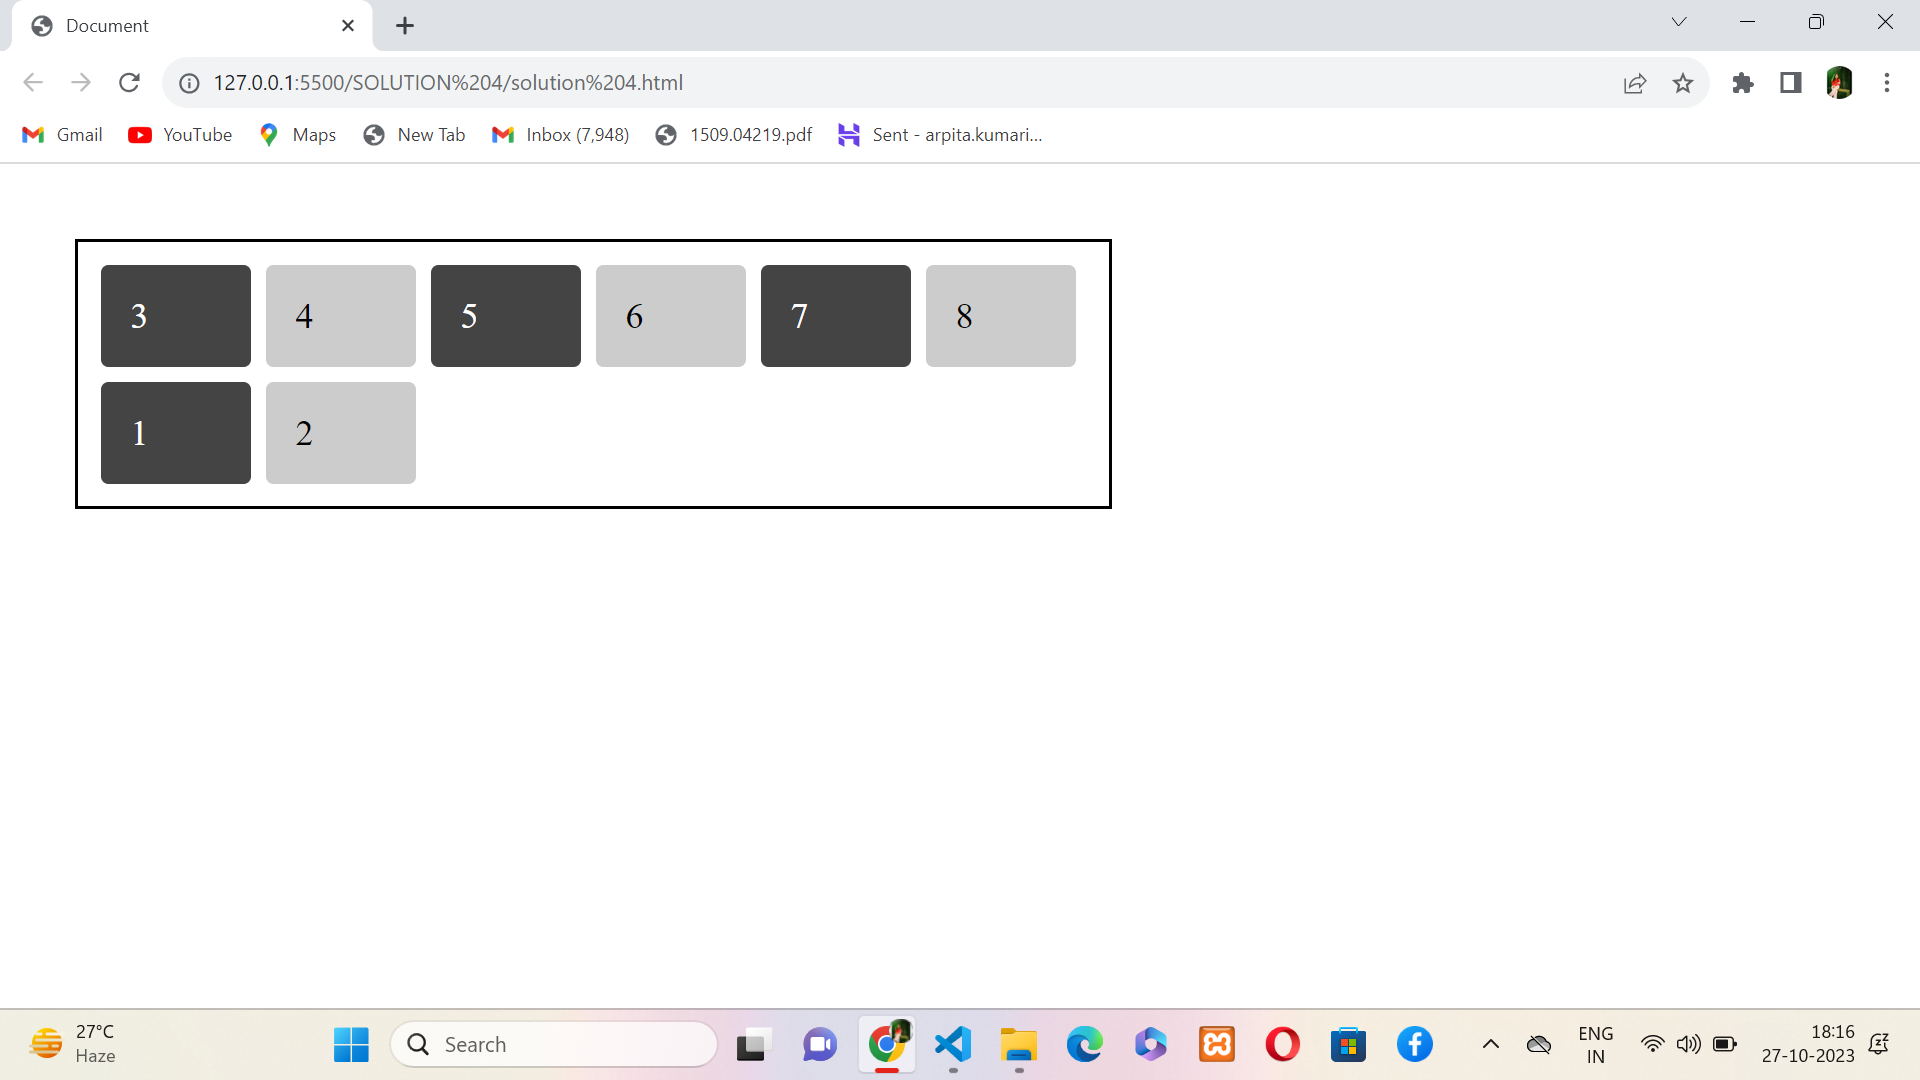 Document
127.0.0.1:5500/SOLUTION%204/solution%204.html
Gmail YouTube Maps New Tab Inbox (7,948) 1509.04219.pdf Sent - arpita.kumari...
3 4 5 6 7 8
1 2
27°C
Haze
Search
ENG
IN
18:16
27-10-2023